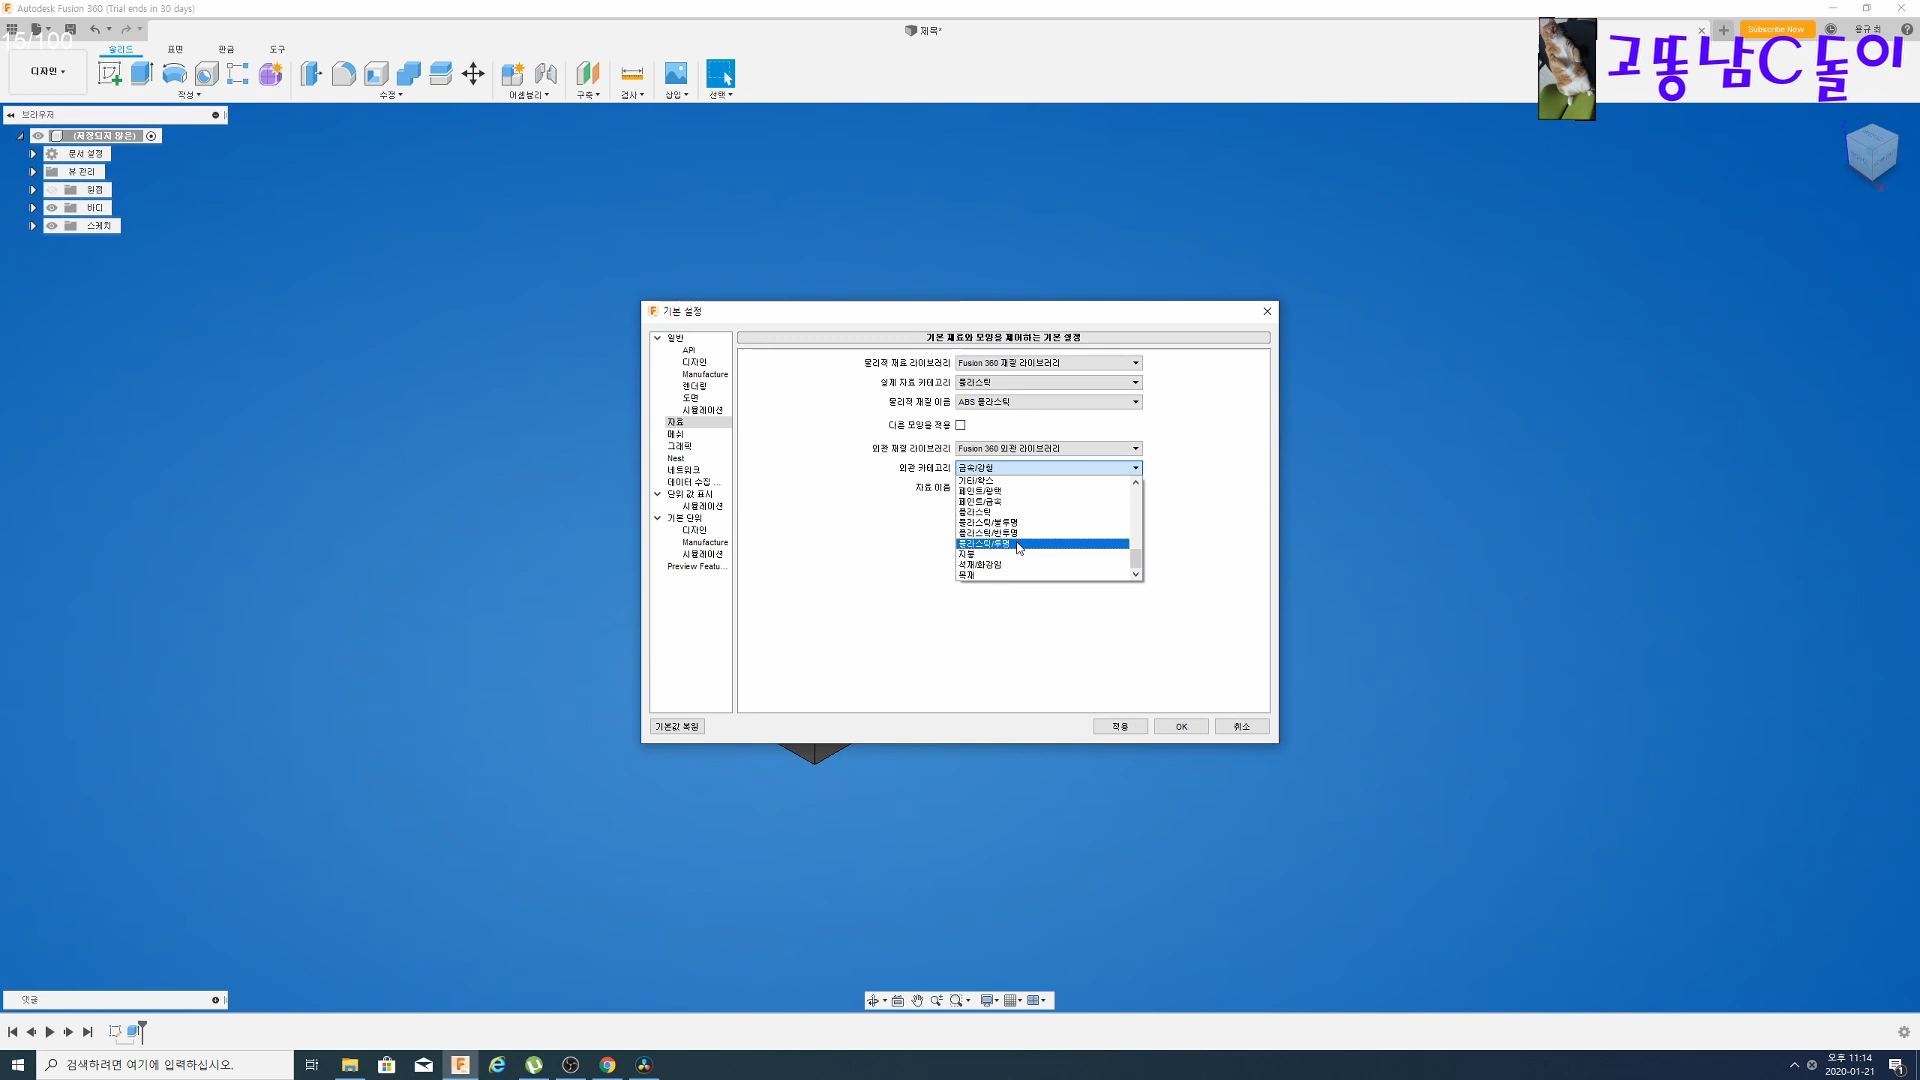 Autodesk Fusion 360 (Trial ends in 30 days)
15/100
제목*
Subscribe Now
용규 최
고똥남C돌이
솔리드
표면
판금
도구
디자인
작성
수정
어셈블리
구축
검사
삽입
선택
브라우저
(저장되지 않은)
문서 설정
뷰 관리
원점
바디
스케치
기본 설정
일반
API
디자인
Manufacture
렌더링
도면
시뮬레이션
자료
메쉬
그래픽
Nest
네트워크
데이터 수집 ...
단위 값 표시
시뮬레이션
기본 단위
디자인
Manufacture
시뮬레이션
Preview Featu...
기본 재료와 모양을 제어하는 기본 설정
물리적 재료 라이브러리 Fusion 360 재질 라이브러리
실제 자료 카테고리 플라스틱
물리적 재질 이름 ABS 플라스틱
다른 모양을 적용
외관 재질 라이브러리 Fusion 360 외관 라이브러리
외관 카테고리 금속/강철
자료 이름
기타/왁스
페인트/광택
페인트/금속
플라스틱
플라스틱/불투명
플라스틱/반투명
플라스틱/투명
지붕
석재/화강암
목재
기본값 복원
적용
OK
취소
댓글
검색하려면 여기에 입력하십시오.
오후 11:14
2020-01-21